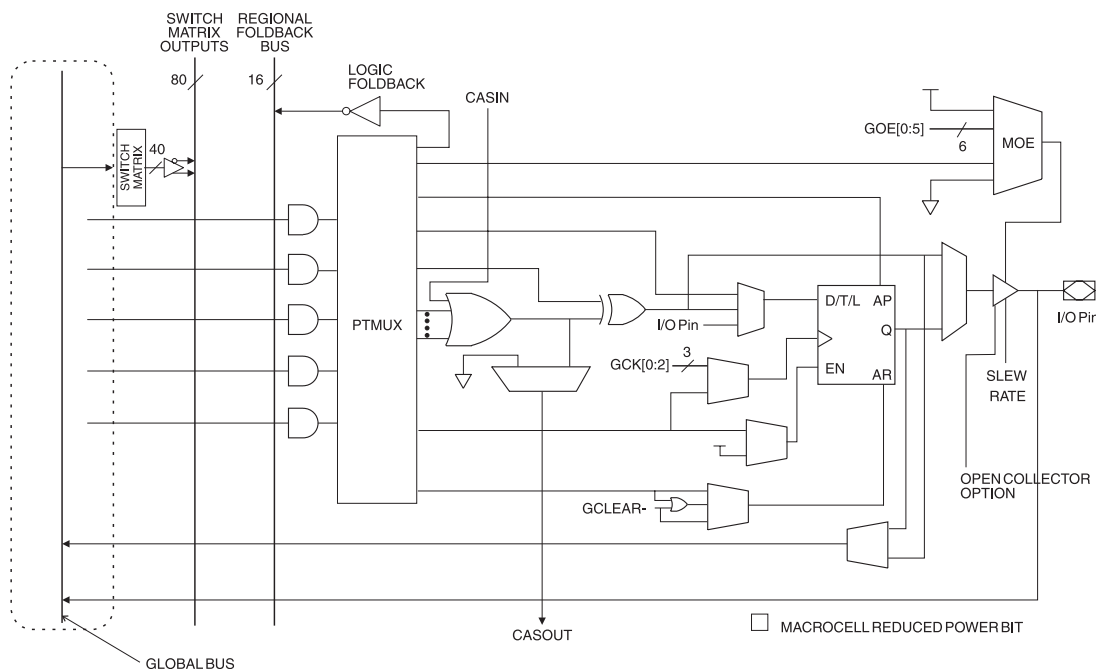 SWITCH
MATRIX
OUTPUTS
REGIONAL
FOLDBACK
BUS
80
16
LOGIC
FOLDBACK
CASIN
GOE[0:5]
6
MOE
SWITCH
MATRIX
40
PTMUX
D/T/L
AP
Q
EN
AR
I/O Pin
I/O Pin
GCK[0:2]
3
SLEW
RATE
OPEN COLLECTOR
OPTION
GCLEAR-
CASOUT
MACROCELL REDUCED POWER BIT
GLOBAL BUS